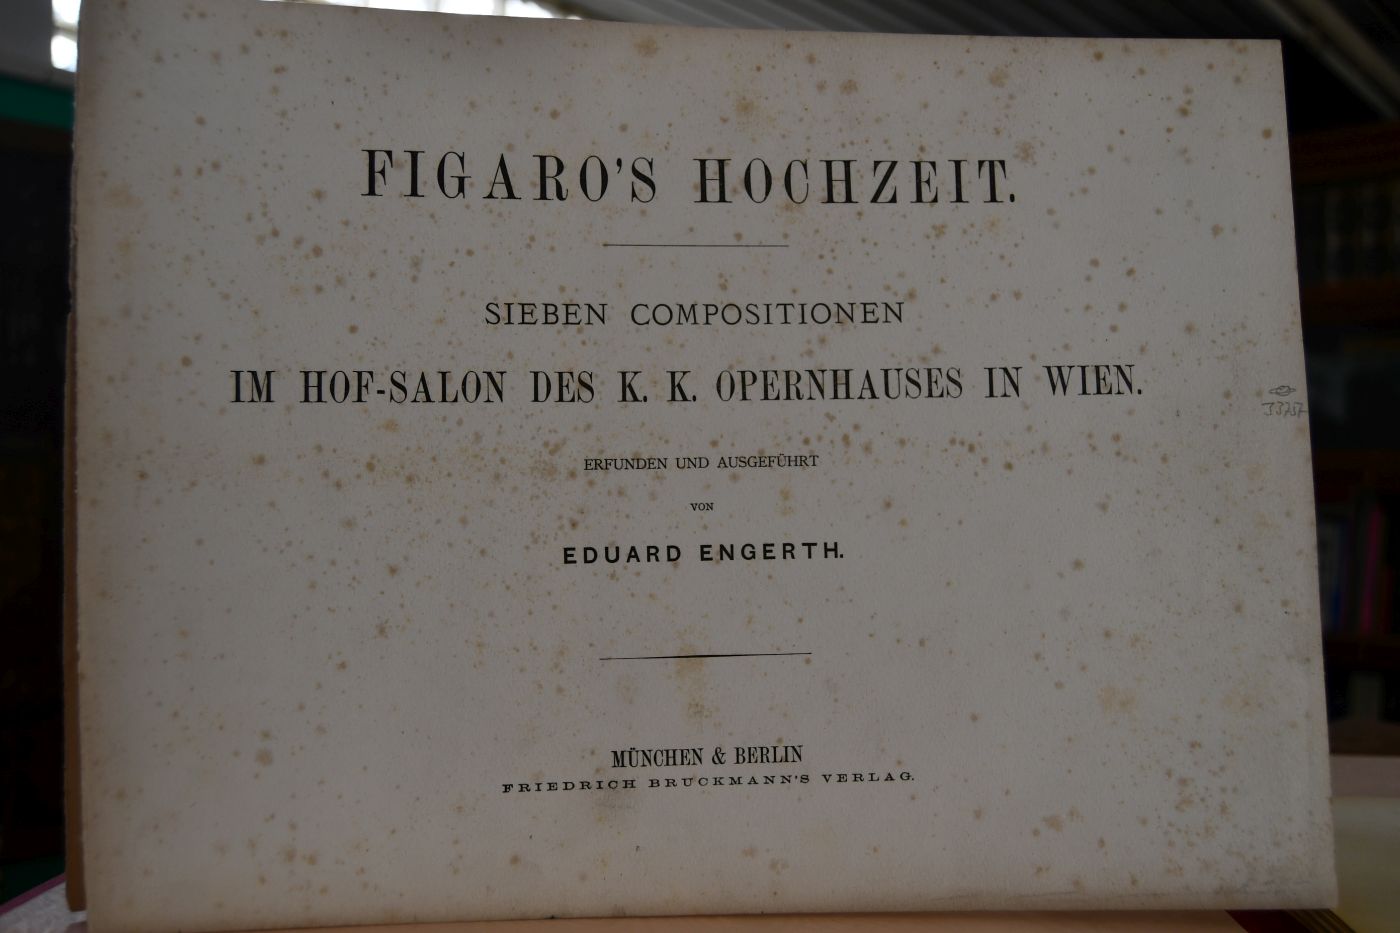 FIGARO'S HOCHZEIT.
SIEBEN COMPOSITIONEN
IM HOF-SALON DES K. K. OPERNHAUSES IN WIEN.
ERFUNDEN UND AUSGEFÜHRT
VON
EDUARD ENGERTH.
MÜNCHEN & BERLIN
FRIEDRICH BRUCKMANN'S VERLAG.